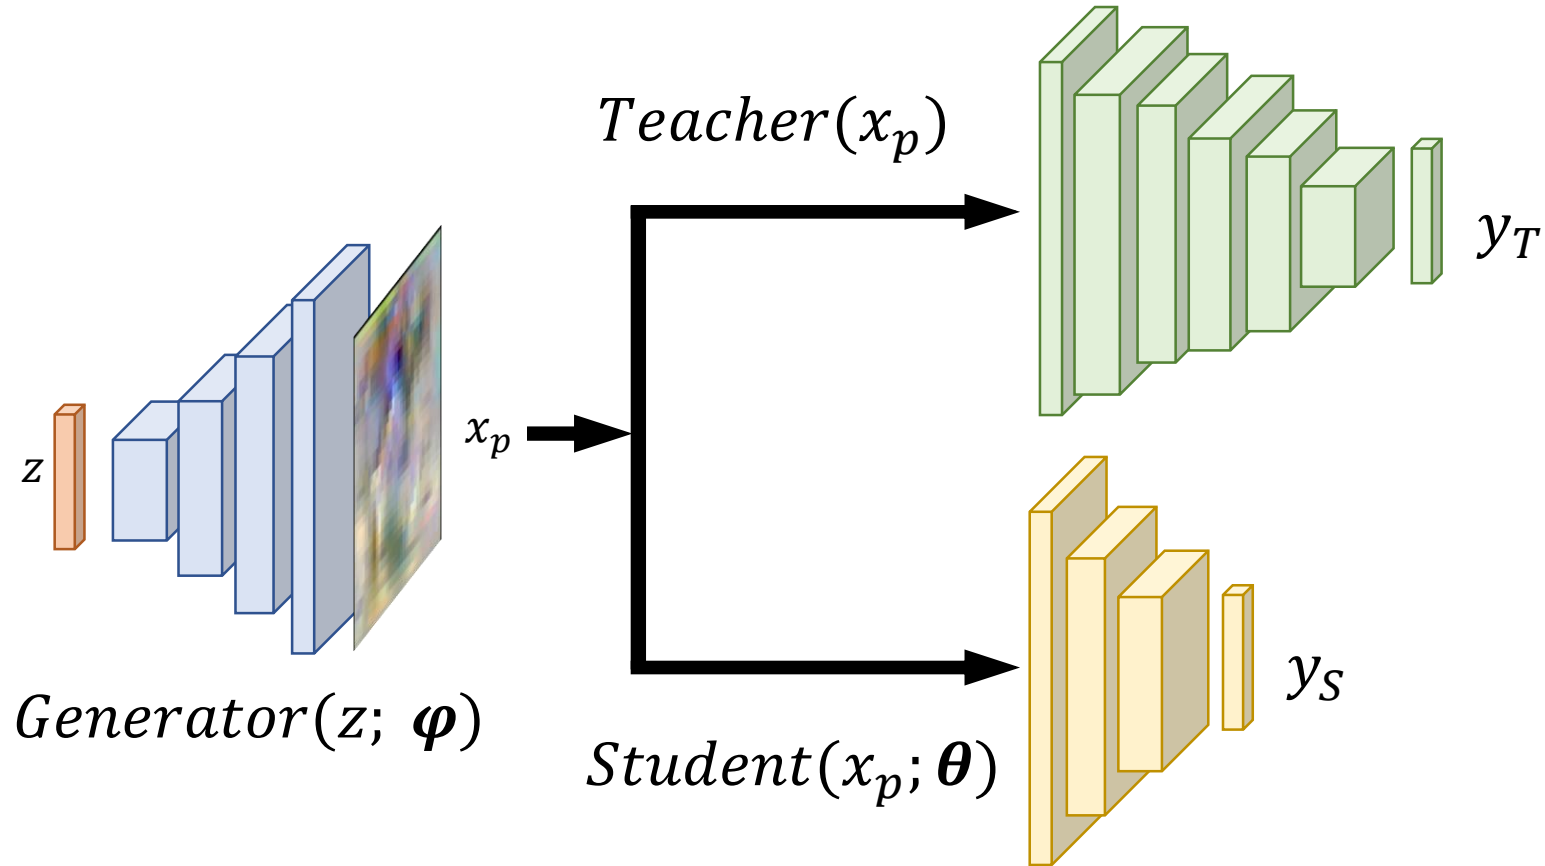 z
Generator(z; φ)
x_p
Teacher(x_p)
y_T
Student(x_p; θ)
y_S